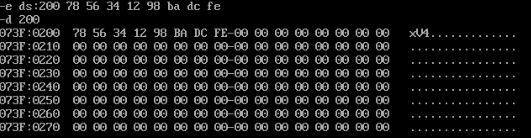 -e ds:200 78 56 34 12 98 ba dc fe
-d 200
073F:0200  78 56 34 12 98 BA DC FE-00 00 00 00 00 00 00 00   xV4.............
073F:0210  00 00 00 00 00 00 00 00-00 00 00 00 00 00 00 00   ................
073F:0220  00 00 00 00 00 00 00 00-00 00 00 00 00 00 00 00   ................
073F:0230  00 00 00 00 00 00 00 00-00 00 00 00 00 00 00 00   ................
073F:0240  00 00 00 00 00 00 00 00-00 00 00 00 00 00 00 00   ................
073F:0250  00 00 00 00 00 00 00 00-00 00 00 00 00 00 00 00   ................
073F:0260  00 00 00 00 00 00 00 00-00 00 00 00 00 00 00 00   ................
073F:0270  00 00 00 00 00 00 00 00-00 00 00 00 00 00 00 00   ................